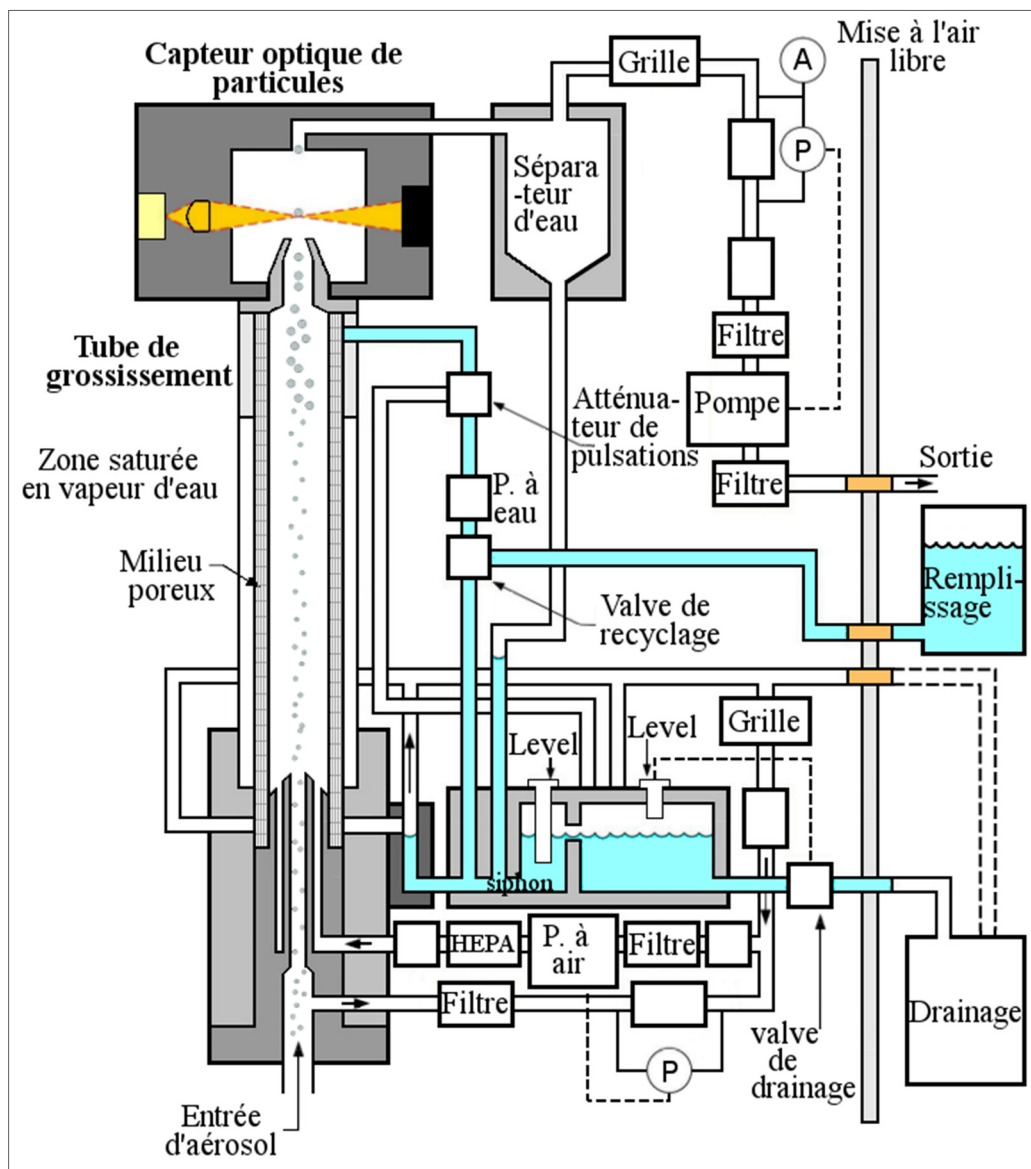 Capteur optique de
particules
Grille
Mise à l'air
libre
A
P
Sépara
-teur
d'eau
Filtre
Tube de
grossissement
Pompe
Atténua-
teur de
pulsations
Zone saturée
en vapeur d'eau
Sortie
Filtre
P. à
eau
Rempli-
ssage
Milieu
poreux
Valve de
recyclage
Grille
Level
Level
siphon
HEPA
P. à
air
Filtre
Filtre
Drainage
P
valve
de
drainage
Entrée
d'aérosol